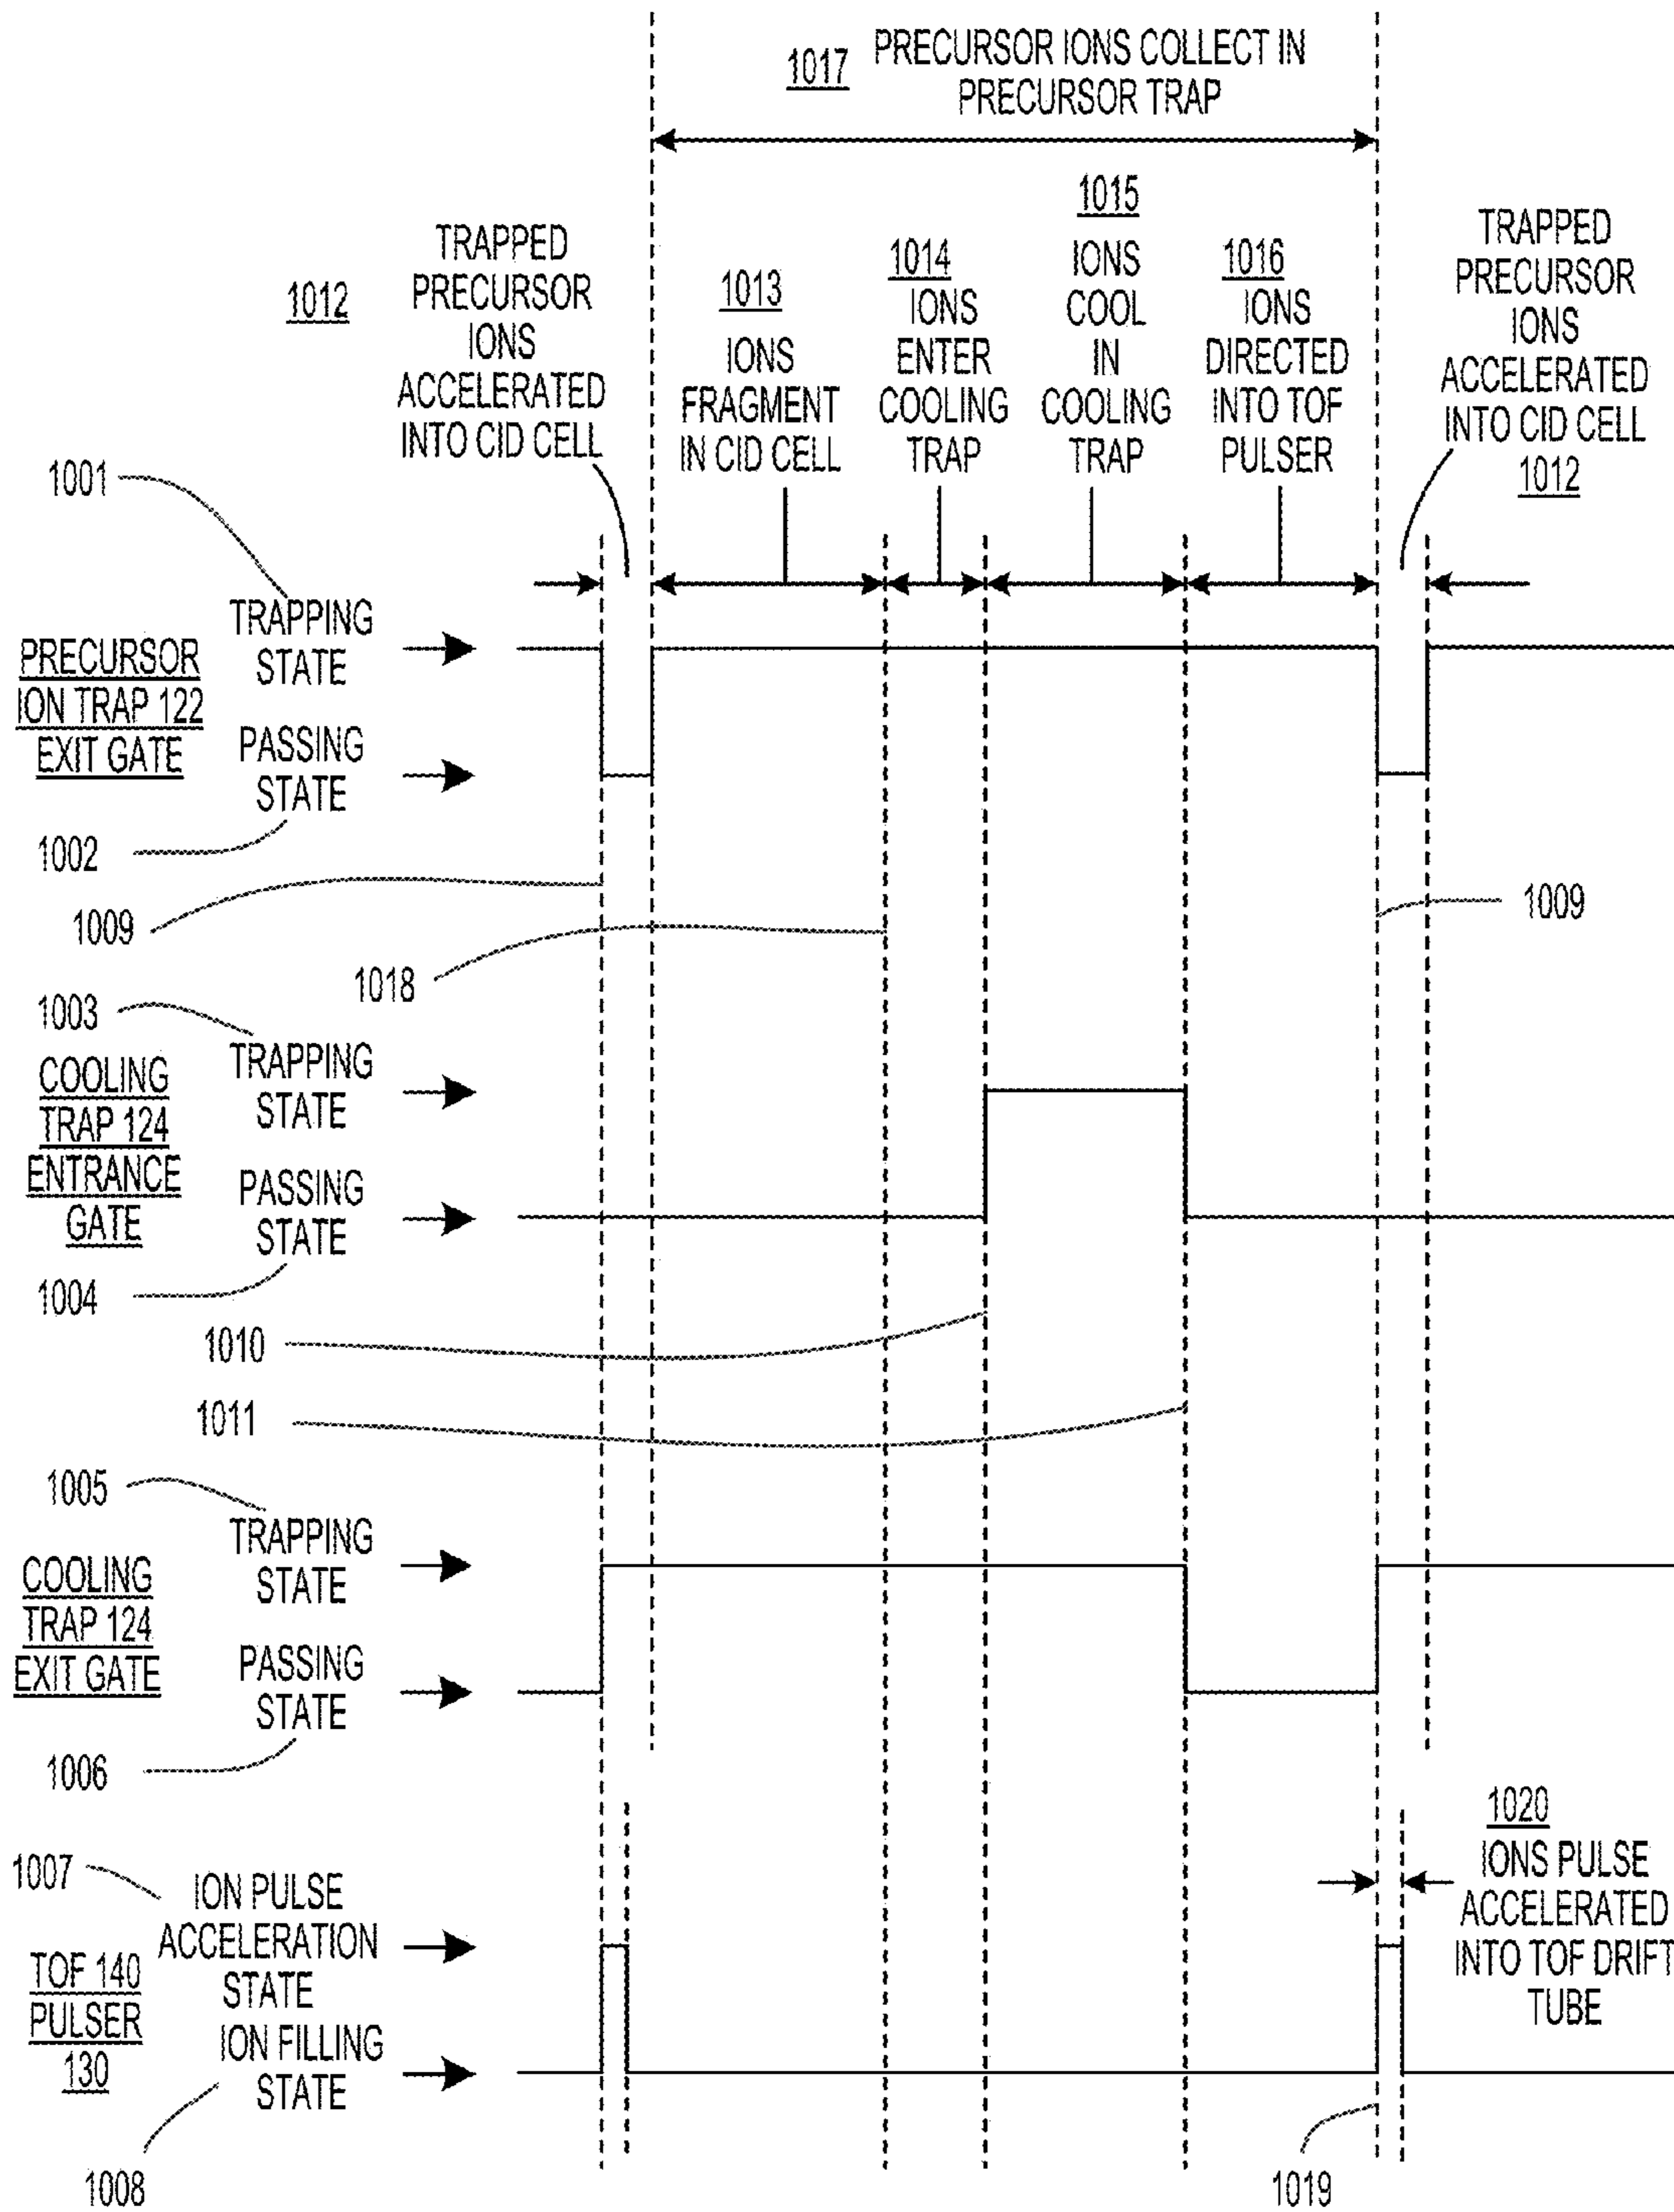 1017 PRECURSOR IONS COLLECT IN
PRECURSOR TRAP
1012
TRAPPED
PRECURSOR
IONS
ACCELERATED
INTO CID CELL
1013
IONS
FRAGMENT
IN CID CELL
1014
IONS
ENTER
COOLING
TRAP
1015
IONS
COOL
IN
COOLING
TRAP
1016
IONS
DIRECTED
INTO TOF
PULSER
TRAPPED
PRECURSOR
IONS
ACCELERATED
INTO CID CELL
1012
1001
TRAPPING
STATE
PRECURSOR
ION TRAP 122
EXIT GATE
PASSING
STATE
1002
1009
1009
1018
1003
TRAPPING
STATE
COOLING
TRAP 124
ENTRANCE
GATE
PASSING
STATE
1004
1010
1011
1005
TRAPPING
STATE
COOLING
TRAP 124
EXIT GATE
PASSING
STATE
1006
1020
IONS PULSE
ACCELERATED
INTO TOF DRIFT
TUBE
1007
ION PULSE
ACCELERATION
STATE
TOF 140
PULSER
130
ION FILLING
STATE
1008
1019